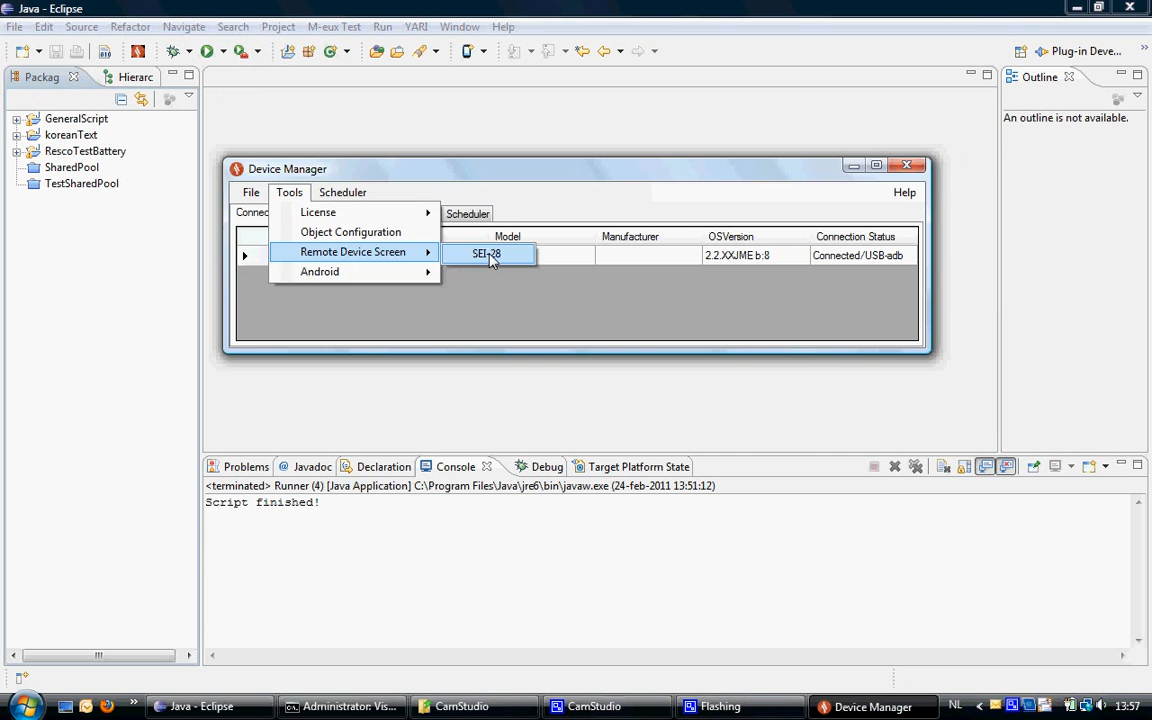 Java - Eclipse
File Edit Source Refactor Navigate Search Project M-eux Test Run YARI Window Help
Plug-in Deve...
Packag Hierarc
GeneralScript
koreanText
RescoTestBattery
SharedPool
TestSharedPool
Outline
An outline is not available.
Device Manager
File Tools Scheduler Help
Connec Scheduler
License
Object Configuration
Remote Device Screen
Android
SEI-28
Model Manufacturer OSVersion Connection Status
2.2.XXJME b:8 Connected/USB-adb
Problems Javadoc Declaration Console Debug Target Platform State
<terminated> Runner (4) [Java Application] C:\Program Files\Java\jre6\bin\javaw.exe (24-feb-2011 13:51:12)
Script finished!
Java - Eclipse Administrator: Vis... CamStudio CamStudio Flashing Device Manager NL 13:57